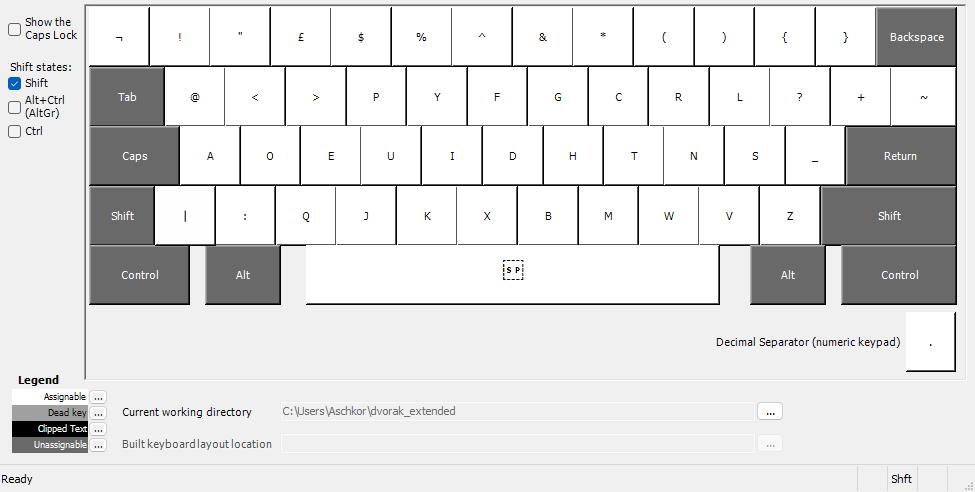 Show the
Caps Lock
Shift states:
Shift
Alt+Ctrl
(AltGr)
Ctrl
¬ ! " £ $ % ^ & * ( ) { } Backspace
Tab @ < > P Y F G C R L ? + ~
Caps A O E U I D H T N S _ Return
Shift | : Q J K X B M W V Z Shift
Control Alt SP Alt Control
Decimal Separator (numeric keypad) .
Legend
Assignable ...
Dead key ...
Clipped Text ...
Unassignable ...
Current working directory C:\Users\Aschkor\dvorak_extended ...
Built keyboard layout location ...
Ready Shft